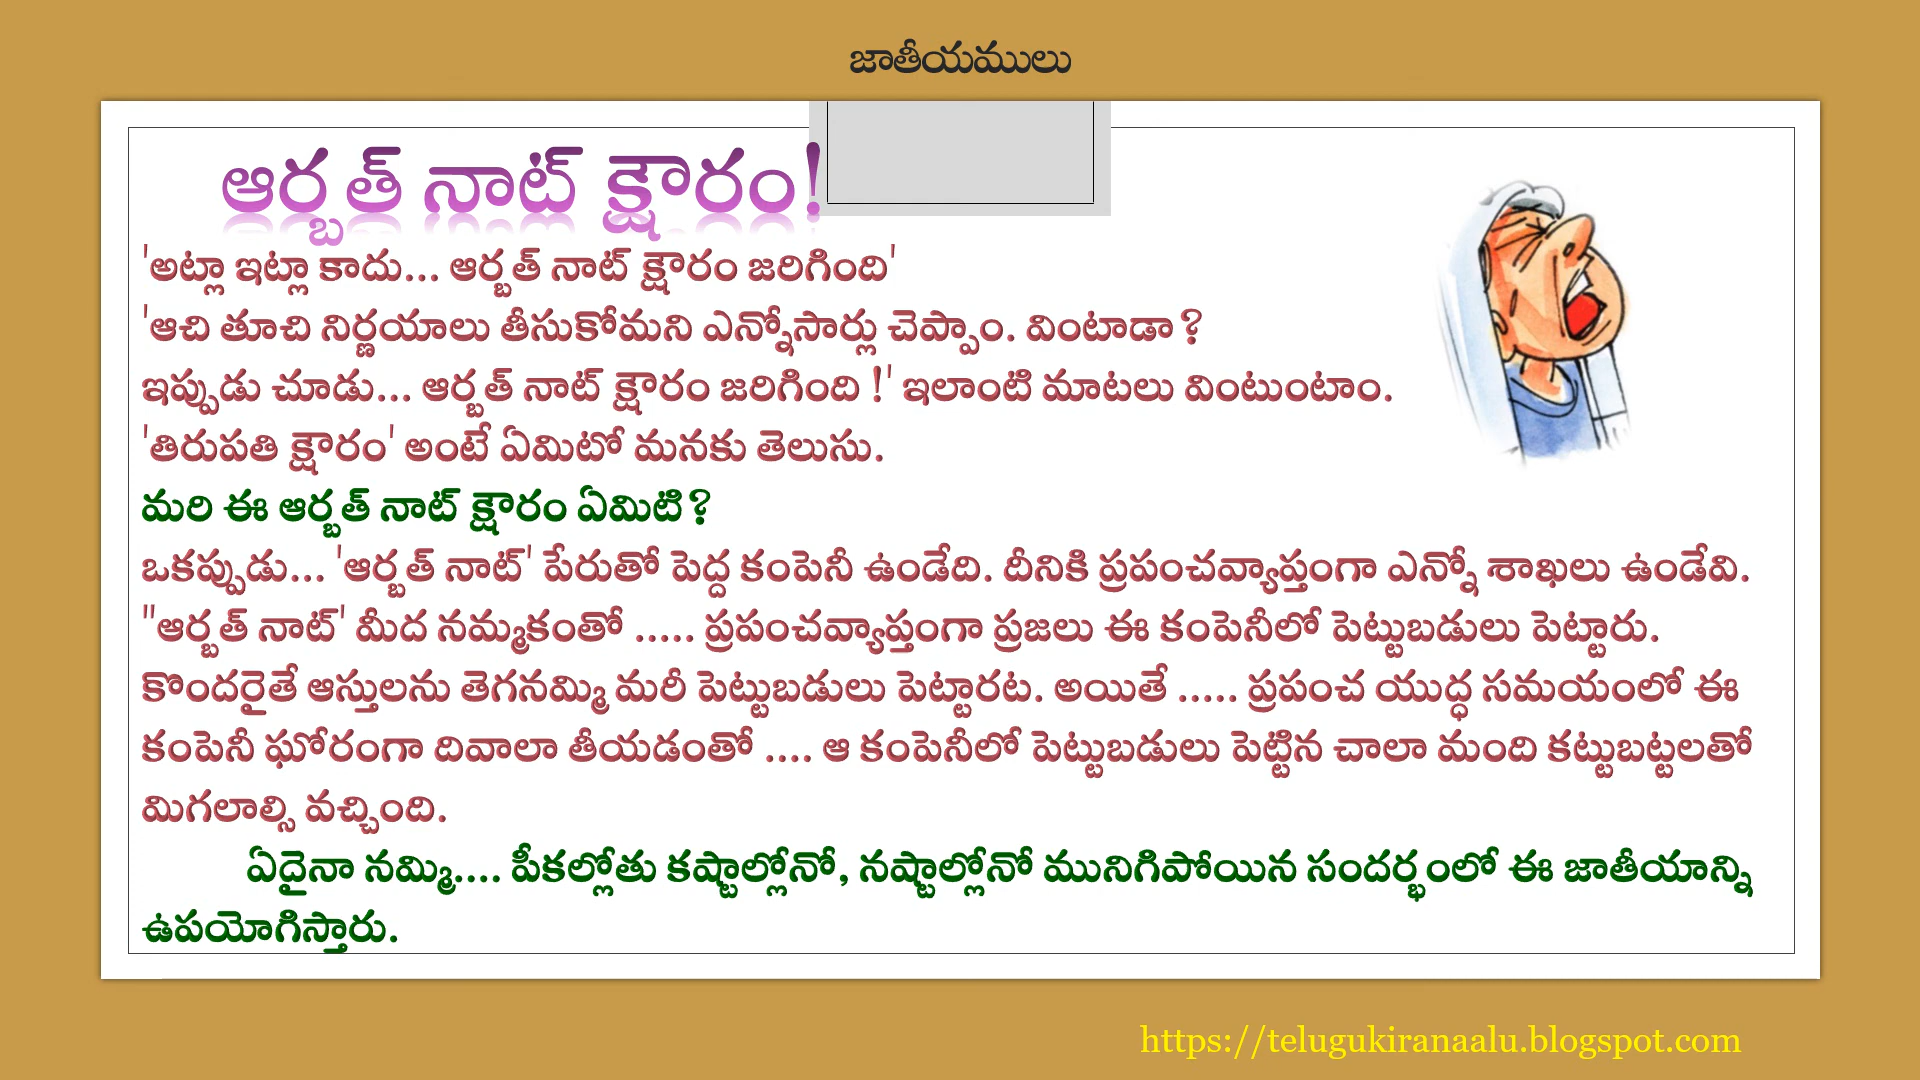 జాతీయములు
ఆర్బత్ నాట్ క్షౌరం!
'అట్లా ఇట్లా కాదు... ఆర్బత్ నాట్ క్షౌరం జరిగింది'
'ఆచి తూచి నిర్ణయాలు తీసుకోమని ఎన్నోసార్లు చెప్పాం. వింటాడా?
ఇప్పుడు చూడు... ఆర్బత్ నాట్ క్షౌరం జరిగింది !' ఇలాంటి మాటలు వింటుంటాం.
'తిరుపతి క్షౌరం' అంటే ఏమిటో మనకు తెలుసు.
మరి ఈ ఆర్బత్ నాట్ క్షౌరం ఏమిటి?
ఒకప్పుడు... 'ఆర్బత్ నాట్' పేరుతో పెద్ద కంపెనీ ఉండేది. దీనికి ప్రపంచవ్యాప్తంగా ఎన్నో శాఖలు ఉండేవి.
"ఆర్బత్ నాట్' మీద నమ్మకంతో ..... ప్రపంచవ్యాప్తంగా ప్రజలు ఈ కంపెనీలో పెట్టుబడులు పెట్టారు.
కొందరైతే ఆస్తులను తెగనమ్మి మరీ పెట్టుబడులు పెట్టారట. అయితే ..... ప్రపంచ యుద్ధ సమయంలో ఈ
కంపెనీ ఘోరంగా దివాలా తీయడంతో .... ఆ కంపెనీలో పెట్టుబడులు పెట్టిన చాలా మంది కట్టుబట్టలతో
మిగలాల్సి వచ్చింది.
ఏదైనా నమ్మి.... పీకల్లోతు కష్టాల్లోనో, నష్టాల్లోనో మునిగిపోయిన సందర్భంలో ఈ జాతీయాన్ని
ఉపయోగిస్తారు.
https://telugukiranaalu.blogspot.com